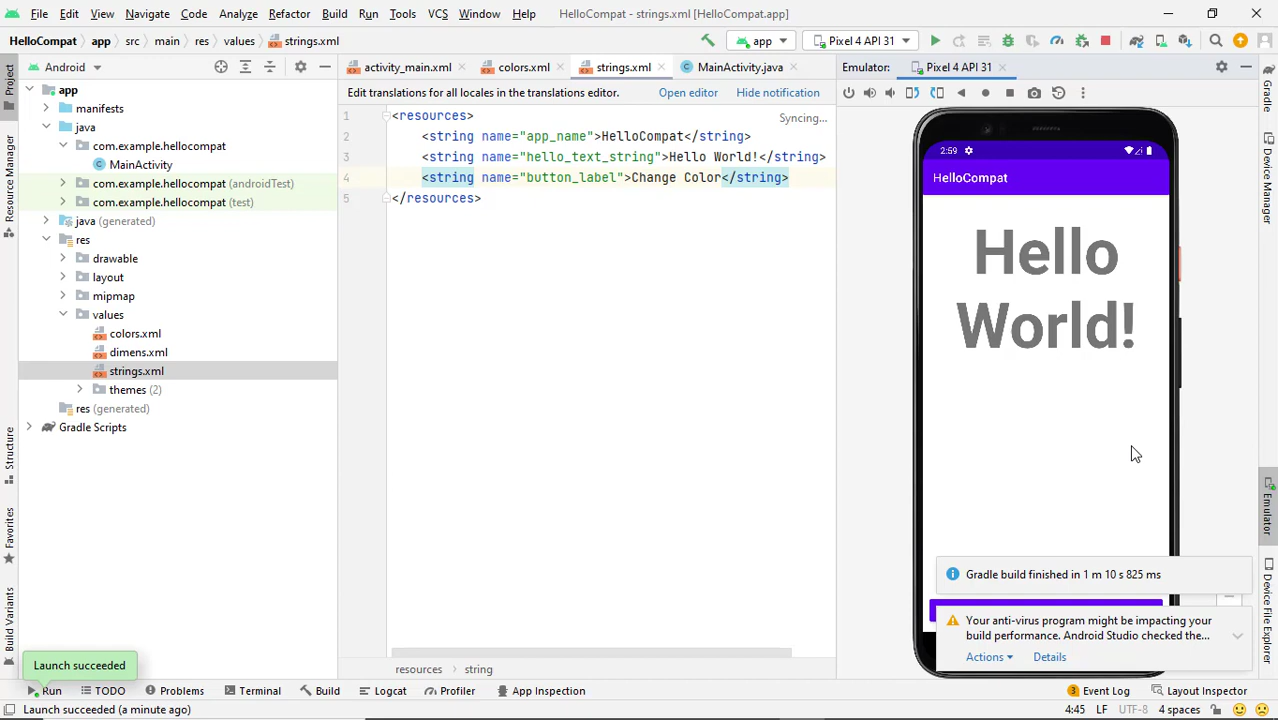 File Edit View Navigate Code Analyze Refactor Build Run Tools VCS Window Help HelloCompat - strings.xml [HelloCompat.app]
HelloCompat app src main res values strings.xml app Pixel 4 API 31
Project
Resource Manager
Structure
Favorites
Build Variants
Android
app
manifests
java
com.example.hellocompat
MainActivity
com.example.hellocompat (androidTest)
com.example.hellocompat (test)
java (generated)
res
drawable
layout
mipmap
values
colors.xml
dimens.xml
strings.xml
themes (2)
res (generated)
Gradle Scripts
activity_main.xml colors.xml strings.xml MainActivity.java
Edit translations for all locales in the translations editor. Open editor Hide notification
Syncing...
1 <resources>
2 <string name="app_name">HelloCompat</string>
3 <string name="hello_text_string">Hello World!</string>
4 <string name="button_label">Change Color</string>
5 </resources>
resources string
Emulator: Pixel 4 API 31
2:59
HelloCompat
Hello
World!
Gradle build finished in 1 m 10 s 825 ms
Your anti-virus program might be impacting your
build performance. Android Studio checked the...
Actions Details
Gradle
Device Manager
Emulator
Device File Explorer
Launch succeeded
Run TODO Problems Terminal Build Logcat Profiler App Inspection 3 Event Log Layout Inspector
Launch succeeded (a minute ago) 4:45 LF UTF-8 4 spaces